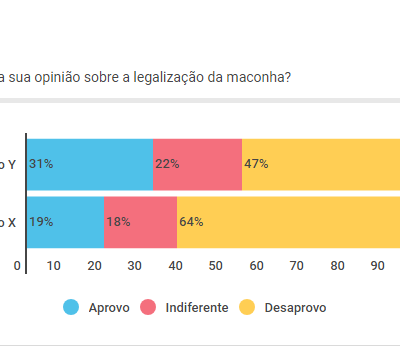 a sua opinião sobre a legalização da maconha?
o Y 31% 22% 47%
o X 19% 18% 64%
0 10 20 30 40 50 60 70 80 90
Aprovo Indiferente Desaprovo